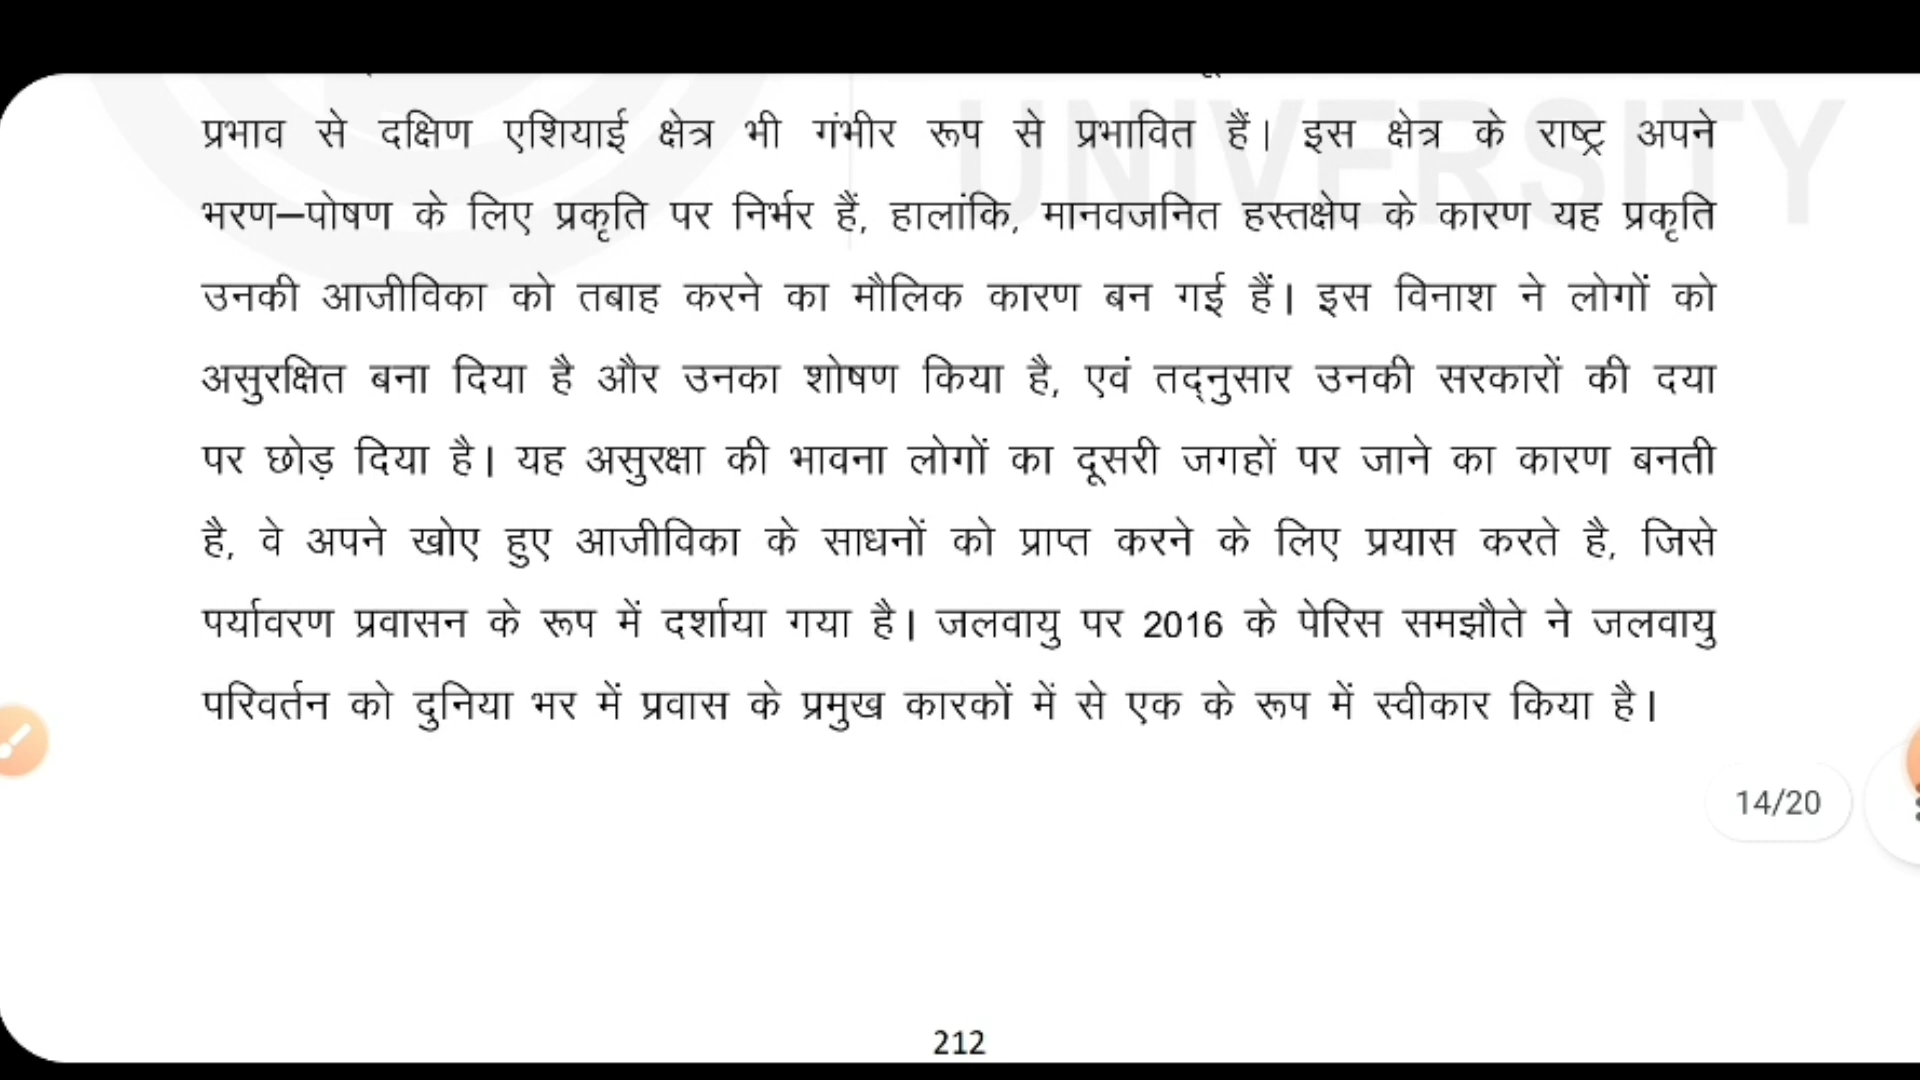 UNIVERSITY
प्रभाव से दक्षिण एशियाई क्षेत्र भी गंभीर रूप से प्रभावित हैं। इस क्षेत्र के राष्ट्र अपने
भरण–पोषण के लिए प्रकृति पर निर्भर हैं, हालांकि, मानवजनित हस्तक्षेप के कारण यह प्रकृति
उनकी आजीविका को तबाह करने का मौलिक कारण बन गई हैं। इस विनाश ने लोगों को
असुरक्षित बना दिया है और उनका शोषण किया है, एवं तद्नुसार उनकी सरकारों की दया
पर छोड़ दिया है। यह असुरक्षा की भावना लोगों का दूसरी जगहों पर जाने का कारण बनती
है, वे अपने खोए हुए आजीविका के साधनों को प्राप्त करने के लिए प्रयास करते है, जिसे
पर्यावरण प्रवासन के रूप में दर्शाया गया है। जलवायु पर 2016 के पेरिस समझौते ने जलवायु
परिवर्तन को दुनिया भर में प्रवास के प्रमुख कारकों में से एक के रूप में स्वीकार किया है।
14/20
212